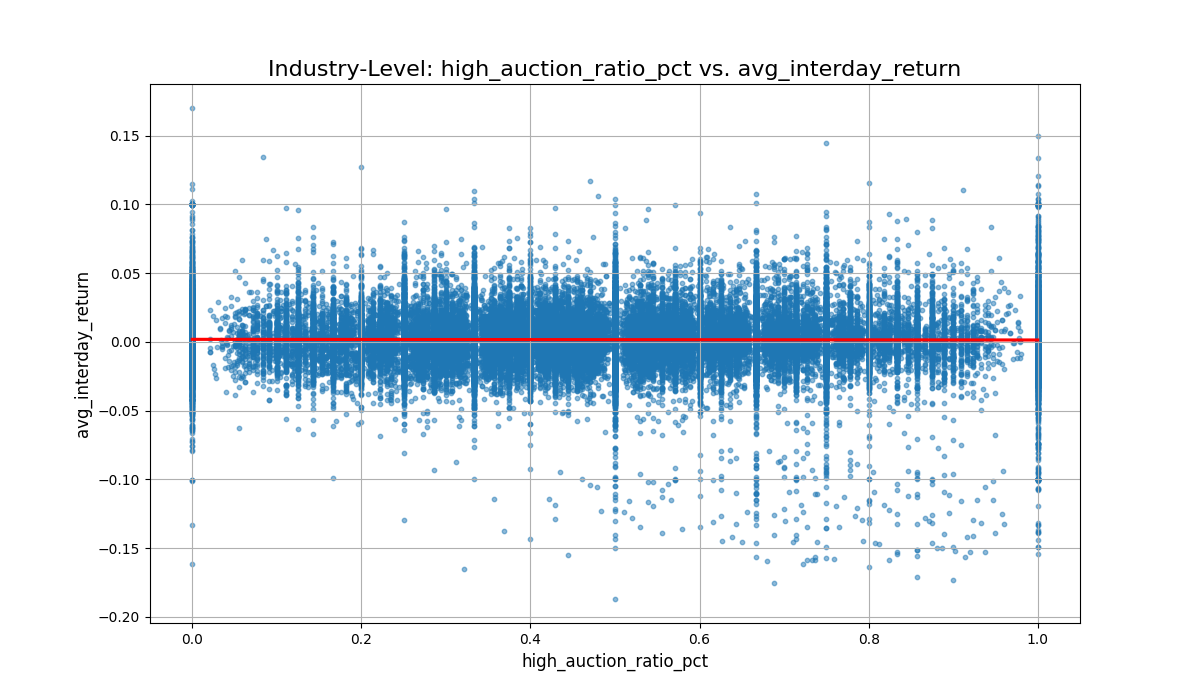 Industry-Level: high_auction_ratio_pct vs. avg_interday_return
avg_interday_return
0.15
0.10
0.05
0.00
−0.05
−0.10
−0.15
−0.20
0.0 0.2 0.4 0.6 0.8 1.0
high_auction_ratio_pct